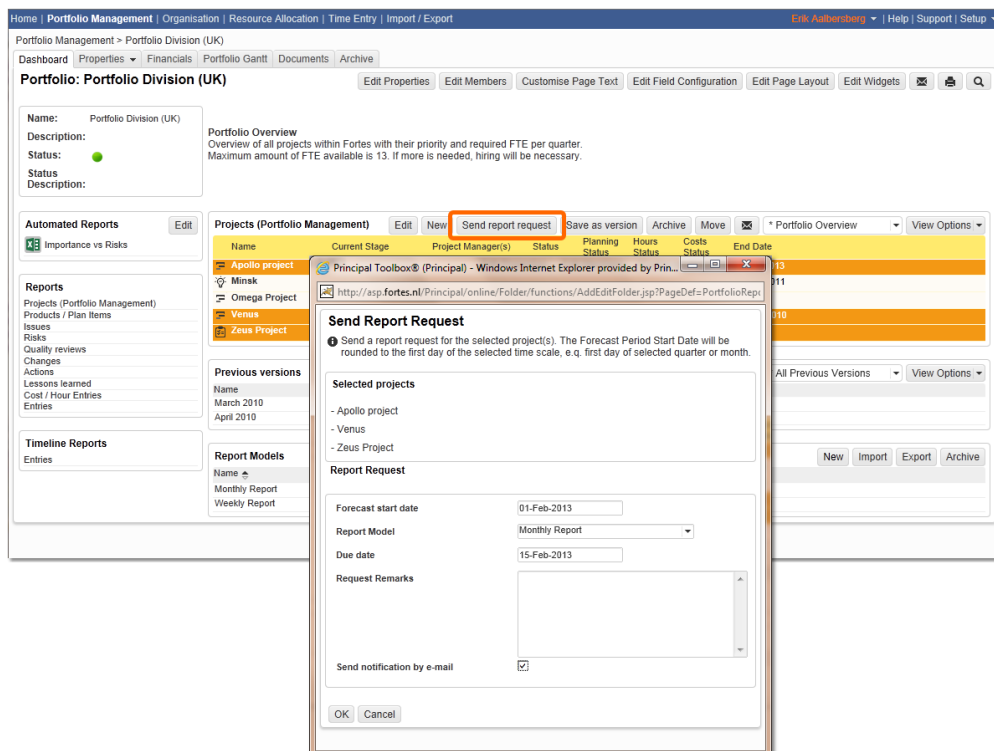 Home | Portfolio Management | Organisation | Resource Allocation | Time Entry | Import / Export
Erik Aalbersberg | Help | Support | Setup
Portfolio Management > Portfolio Division (UK)
Dashboard Properties Financials Portfolio Gantt Documents Archive
Portfolio: Portfolio Division (UK)
Edit Properties Edit Members Customise Page Text Edit Field Configuration Edit Page Layout Edit Widgets
Name: Portfolio Division (UK)
Description:
Status:
Status
Description:
Portfolio Overview
Overview of all projects within Fortes with their priority and required FTE per quarter.
Maximum amount of FTE available is 13. If more is needed, hiring will be necessary.
Automated Reports Edit
Importance vs Risks
Reports
Projects (Portfolio Management)
Products / Plan Items
Issues
Risks
Quality reviews
Changes
Actions
Lessons learned
Cost / Hour Entries
Entries
Timeline Reports
Entries
Projects (Portfolio Management) Edit New Send report request Save as version Archive Move * Portfolio Overview View Options
Name Current Stage Project Manager(s) Status Planning Status Hours Status Costs Status End Date
Apollo project 13
Minsk 011
Omega Project
Venus 010
Zeus Project
Previous versions All Previous Versions View Options
Name
March 2010
April 2010
Report Models New Import Export Archive
Name
Monthly Report
Weekly Report
Principal Toolbox® (Principal) - Windows Internet Explorer provided by Prin...
http://asp.fortes.nl/Principal/online/Folder/functions/AddEditFolder.jsp?PageDef=PortfolioRepo
Send Report Request
Send a report request for the selected project(s). The Forecast Period Start Date will be
rounded to the first day of the selected time scale, e.q. first day of selected quarter or month.
Selected projects
- Apollo project
- Venus
- Zeus Project
Report Request
Forecast start date 01-Feb-2013
Report Model Monthly Report
Due date 15-Feb-2013
Request Remarks
Send notification by e-mail
OK Cancel